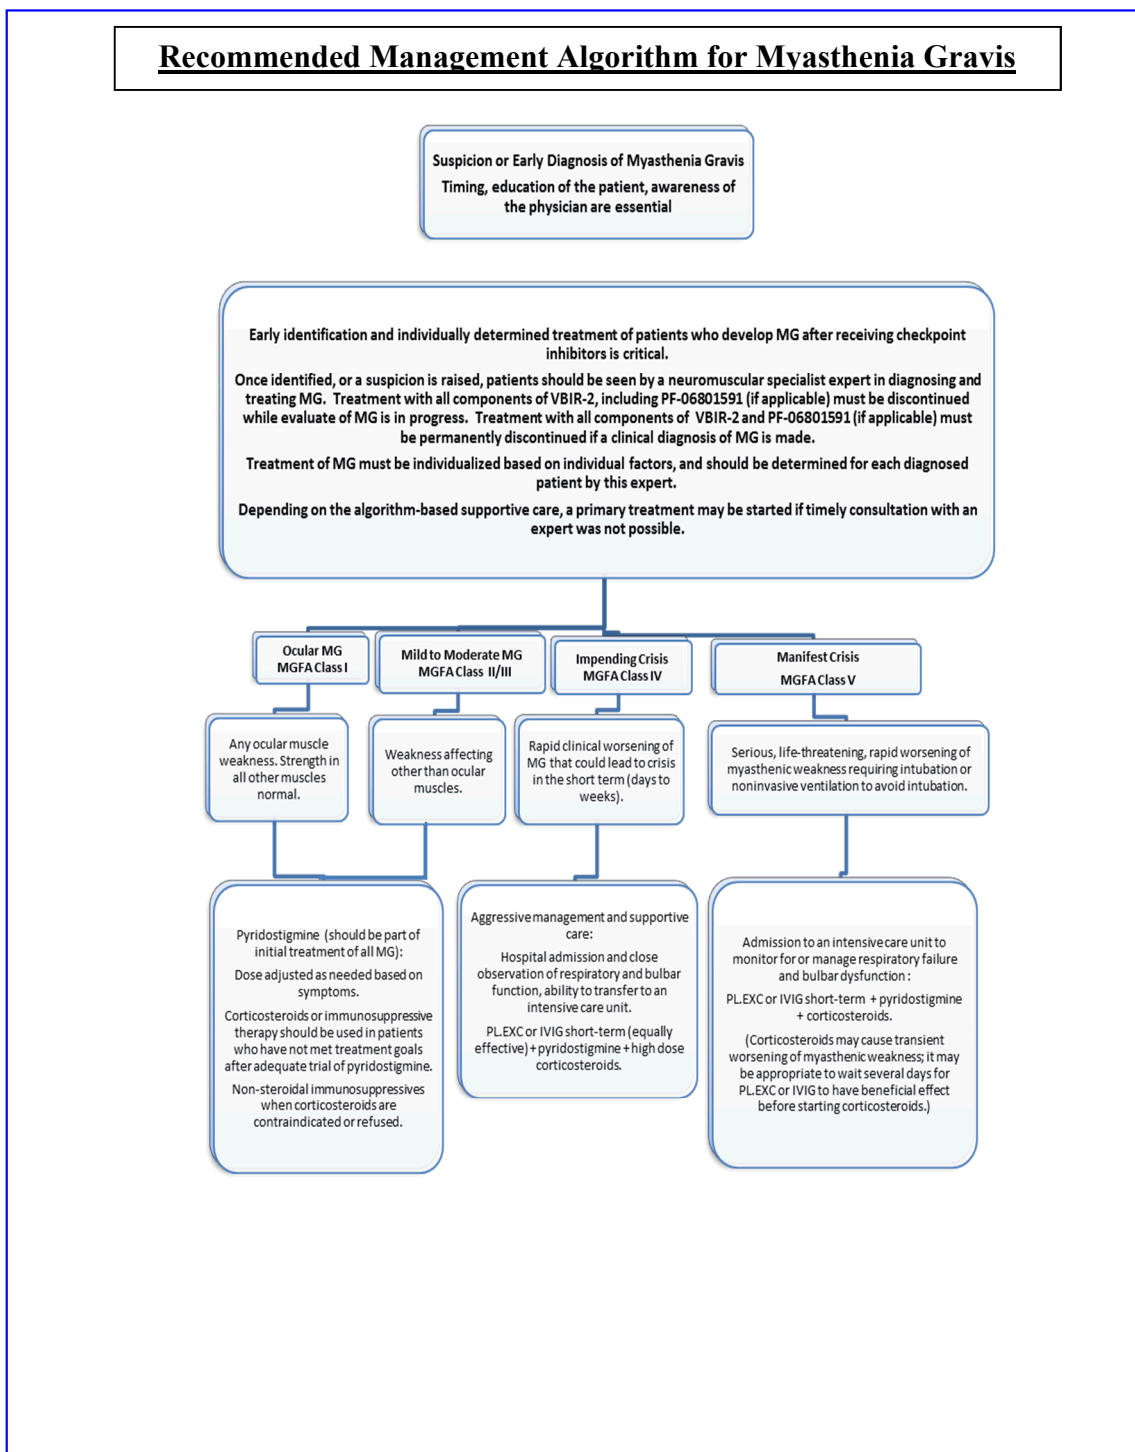 Recommended Management Algorithm for Myasthenia Gravis
Suspicion or Early Diagnosis of Myasthenia Gravis
Timing, education of the patient, awareness of
the physician are essential
Early identification and individually determined treatment of patients who develop MG after receiving checkpoint
inhibitors is critical.
Once identified, or a suspicion is raised, patients should be seen by a neuromuscular specialist expert in diagnosing and
treating MG. Treatment with all components of VBIR-2, including PF-06801591 (if applicable) must be discontinued
while evaluate of MG is in progress. Treatment with all components of VBIR-2 and PF-06801591 (if applicable) must
be permanently discontinued if a clinical diagnosis of MG is made.
Treatment of MG must be individualized based on individual factors, and should be determined for each diagnosed
patient by this expert.
Depending on the algorithm-based supportive care, a primary treatment may be started if timely consultation with an
expert was not possible.
Ocular MG
MGFA Class I
Mild to Moderate MG
MGFA Class II/III
Impending Crisis
MGFA Class IV
Manifest Crisis
MGFA Class V
Any ocular muscle
weakness. Strength in
all other muscles
normal.
Weakness affecting
other than ocular
muscles.
Rapid clinical worsening of
MG that could lead to crisis
in the short term (days to
weeks).
Serious, life-threatening, rapid worsening of
myasthenic weakness requiring intubation or
noninvasive ventilation to avoid intubation.
Pyridostigmine (should be part of
initial treatment of all MG):
Dose adjusted as needed based on
symptoms.
Corticosteroids or immunosuppressive
therapy should be used in patients
who have not met treatment goals
after adequate trial of pyridostigmine.
Non-steroidal immunosuppressives
when corticosteroids are
contraindicated or refused.
Aggressive management and supportive
care:
Hospital admission and close
observation of respiratory and bulbar
function, ability to transfer to an
intensive care unit.
PL.EXC or IVIG short-term (equally
effective) + pyridostigmine + high dose
corticosteroids.
Admission to an intensive care unit to
monitor for or manage respiratory failure
and bulbar dysfunction :
PL.EXC or IVIG short-term + pyridostigmine
+ corticosteroids.
(Corticosteroids may cause transient
worsening of myasthenic weakness; it may
be appropriate to wait several days for
PL.EXC or IVIG to have beneficial effect
before starting corticosteroids.)